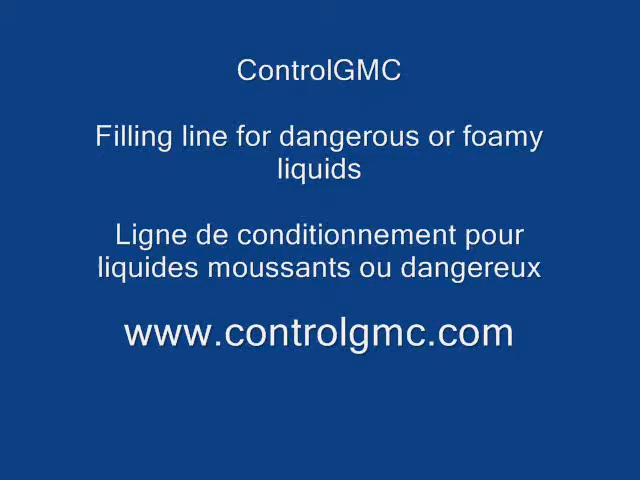 ControlGMC
Filling line for dangerous or foamy
liquids
Ligne de conditionnement pour
liquides moussants ou dangereux
www.controlgmc.com